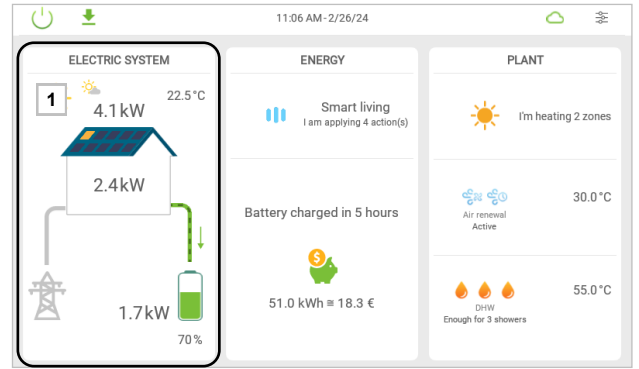 11:06 AM-2/26/24
ELECTRIC SYSTEM
1
22.5°C
4.1kW
2.4kW
1.7kW
70%
ENERGY
Smart living
I am applying 4 action(s)
Battery charged in 5 hours
$
51.0 kWh ≅ 18.3 €
PLANT
I'm heating 2 zones
Air renewal
Active
30.0°C
DHW
Enough for 3 showers
55.0°C